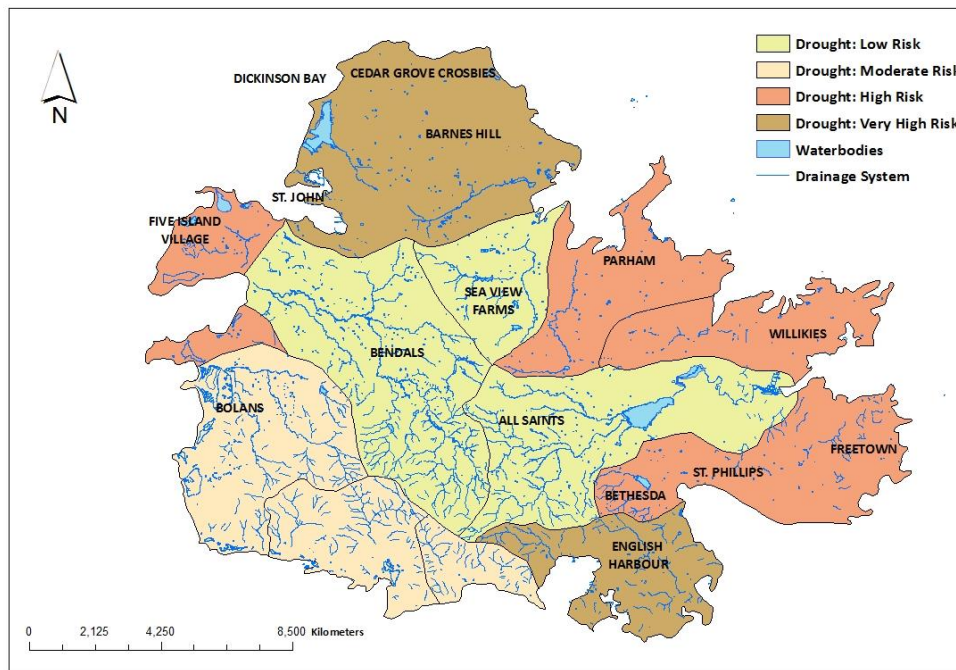 N
DICKINSON BAY
CEDAR GROVE CROSBIES
BARNES HILL
ST. JOHN
FIVE ISLAND
VILLAGE
PARHAM
SEA VIEW
FARMS
WILLIKIES
BENDALS
BOLANS
ALL SAINTS
FREETOWN
ST. PHILLIPS
BETHESDA
ENGLISH
HARBOUR
Drought: Low Risk
Drought: Moderate Risk
Drought: High Risk
Drought: Very High Risk
Waterbodies
Drainage System
0 2,125 4,250 8,500 Kilometers